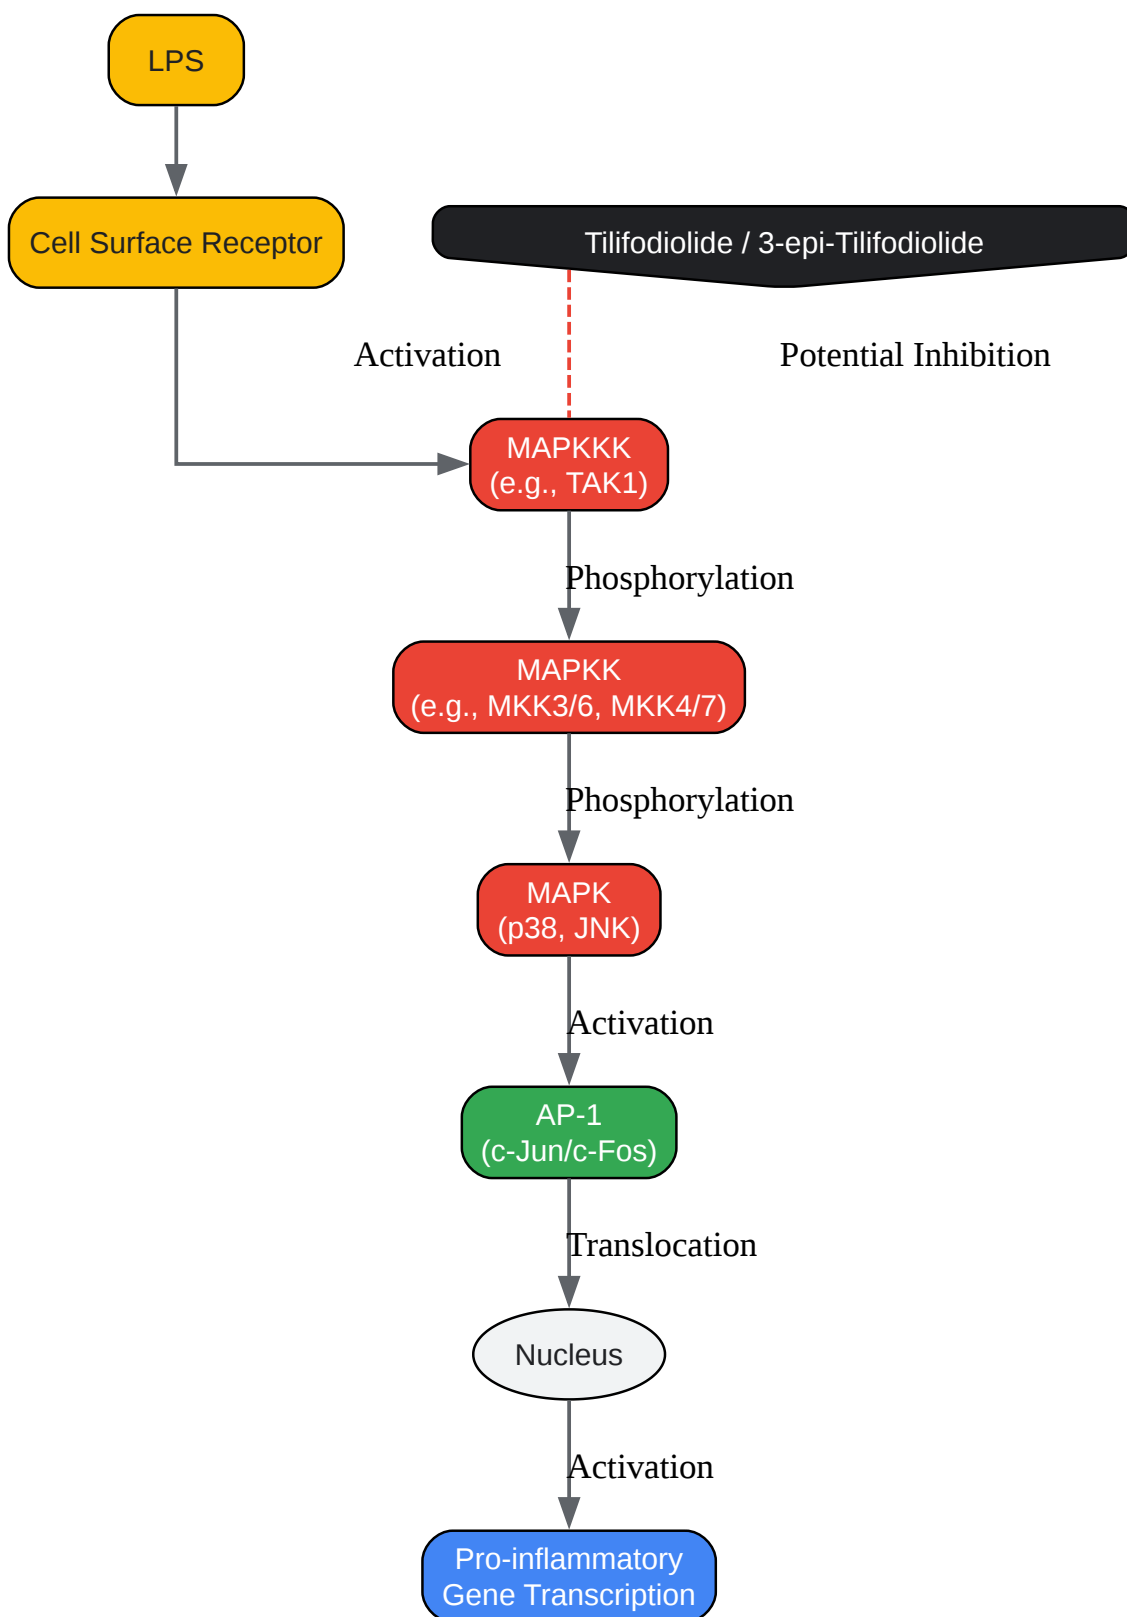 LPS
Cell Surface Receptor
Tilifodiolide / 3-epi-Tilifodiolide
Activation
Potential Inhibition
MAPKKK
(e.g., TAK1)
Phosphorylation
MAPKK
(e.g., MKK3/6, MKK4/7)
Phosphorylation
MAPK
(p38, JNK)
Activation
AP-1
(c-Jun/c-Fos)
Translocation
Nucleus
Activation
Pro-inflammatory
Gene Transcription